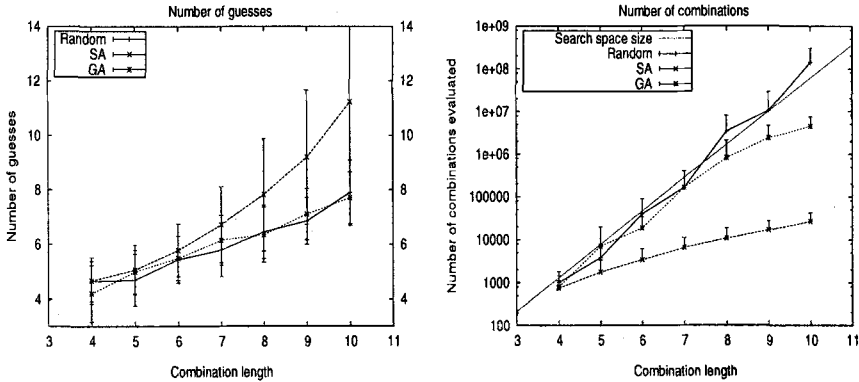 Number of guesses
14
12
10
8
6
4
14
12
10
8
6
4
Random
SA
GA
Number of guesses
3 4 5 6 7 8 9 10 11
Combination length
Number of combinations
1e+09
1e+08
1e+07
1e+06
100000
10000
1000
100
Search space size
Random
SA
GA
Number of combinations evaluated
3 4 5 6 7 8 9 10 11
Combination length